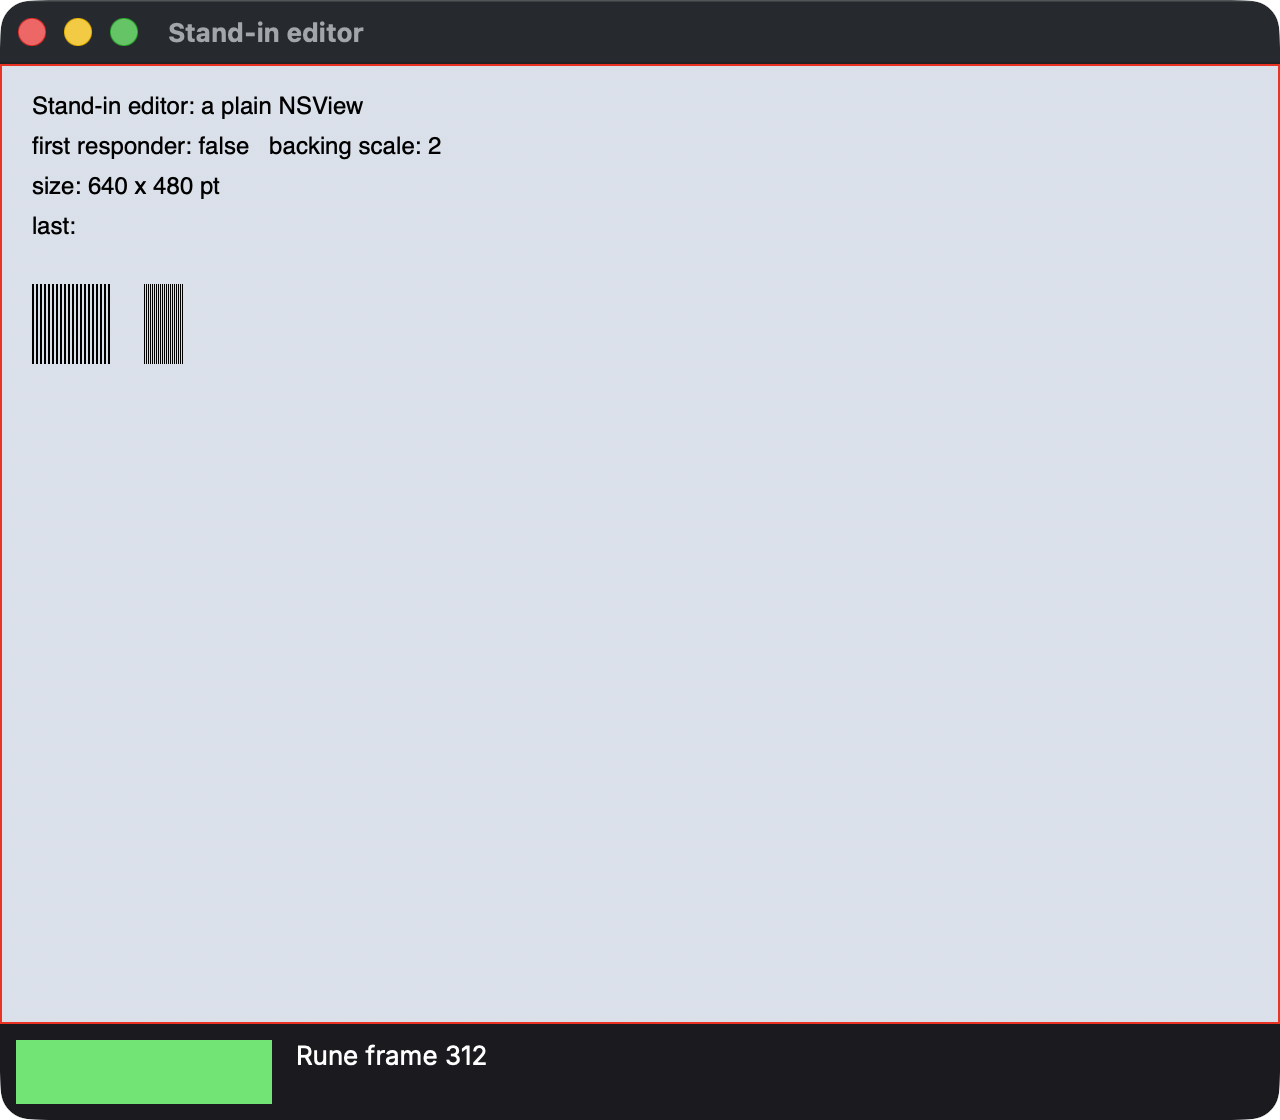 Stand-in editor
Stand-in editor: a plain NSView
first responder: false   backing scale: 2
size: 640 x 480 pt
last:
Rune frame 312